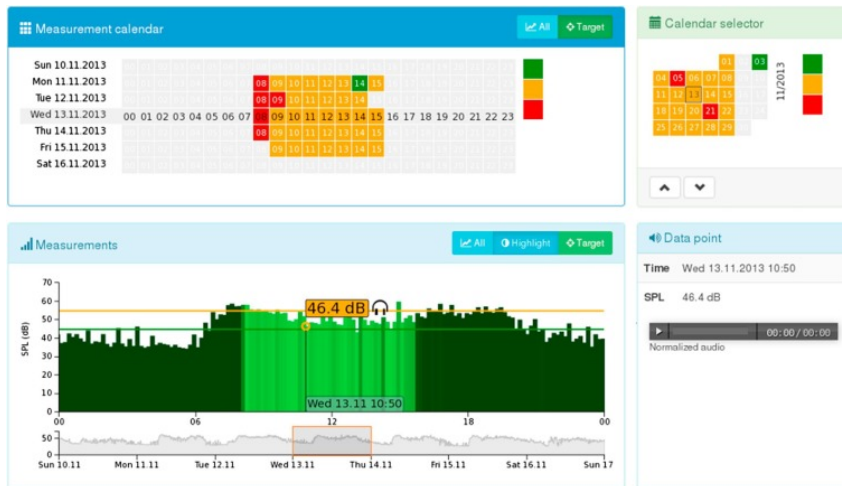 Measurement calendar
All
Target
Sun 10.11.2013
Mon 11.11.2013 08 09 10 11 12 13 14 15
Tue 12.11.2013 08 09 10 11 12 13 14
Wed 13.11.2013 00 01 02 03 04 05 06 07 08 09 10 11 12 13 14 15 16 17 18 19 20 21 22 23
Thu 14.11.2013 08 09 10 11 12 13 14 15
Fri 15.11.2013 09 10 11 12 13 14 15
Sat 16.11.2013
Calendar selector
01 03
04 05 06 07 08
11 12 13 14 15
18 19 20 21 22
25 26 27 28 29
11/2013
Measurements
All
Highlight
Target
SPL (dB)
70
60
50
40
30
20
10
0
46.4 dB
Wed 13.11 10:50
00 06 12 18 00
50
0
Sun 10.11 Mon 11.11 Tue 12.11 Wed 13.11 Thu 14.11 Fri 15.11 Sat 16.11 Sun 17
Data point
Time Wed 13.11.2013 10:50
SPL 46.4 dB
00:00/00:00
Normalized audio